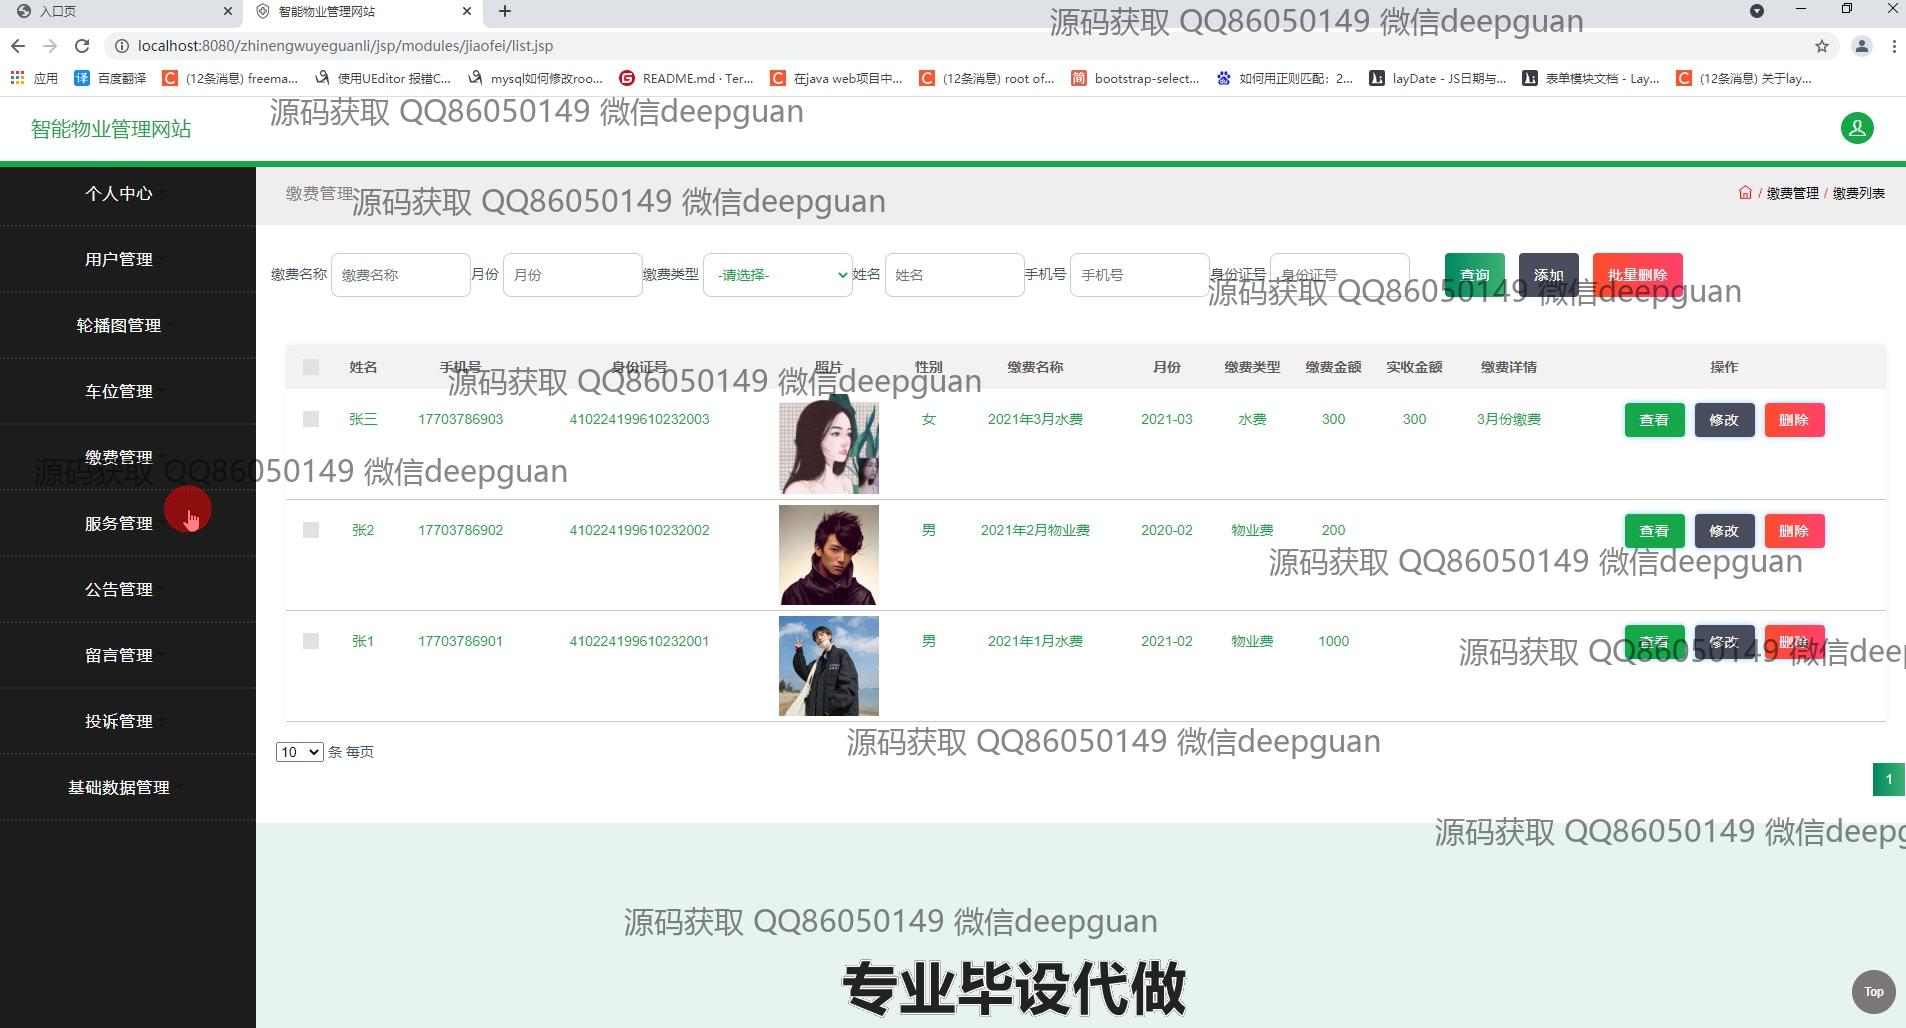 入口页
智能物业管理网站
localhost:8080/zhinengwuyeguanli/jsp/modules/jiaofei/list.jsp
源码获取 QQ86050149 微信deepguan
应用 百度翻译 (12条消息) freema... 使用UEditor 报错C... mysql如何修改roo... README.md · Ter... 在java web项目中... (12条消息) root of... bootstrap-select... 如何用正则匹配：2... layDate - JS日期与... 表单模块文档 - Lay... (12条消息) 关于lay...
源码获取 QQ86050149 微信deepguan
智能物业管理网站
个人中心
用户管理
轮播图管理
车位管理
缴费管理
服务管理
公告管理
留言管理
投诉管理
基础数据管理
缴费管理
源码获取 QQ86050149 微信deepguan
/ 缴费管理 / 缴费列表
缴费名称 缴费名称 月份 月份 缴费类型 -请选择- 姓名 姓名 手机号 手机号 身份证号 身份证号 查询 添加 批量删除
源码获取 QQ86050149 微信deepguan
姓名 手机号 身份证号 照片 性别 缴费名称 月份 缴费类型 缴费金额 实收金额 缴费详情 操作
源码获取 QQ86050149 微信deepguan
张三 17703786903 410224199610232003 女 2021年3月水费 2021-03 水费 300 300 3月份缴费 查看 修改 删除
源码获取 QQ86050149 微信deepguan
张2 17703786902 410224199610232002 男 2021年2月物业费 2020-02 物业费 200 查看 修改 删除
源码获取 QQ86050149 微信deepguan
张1 17703786901 410224199610232001 男 2021年1月水费 2021-02 物业费 1000 查看 修改 删除
源码获取 QQ86050149 微信deep
源码获取 QQ86050149 微信deepguan
10 条 每页
1
源码获取 QQ86050149 微信deepg
源码获取 QQ86050149 微信deepguan
专业毕设代做
Top